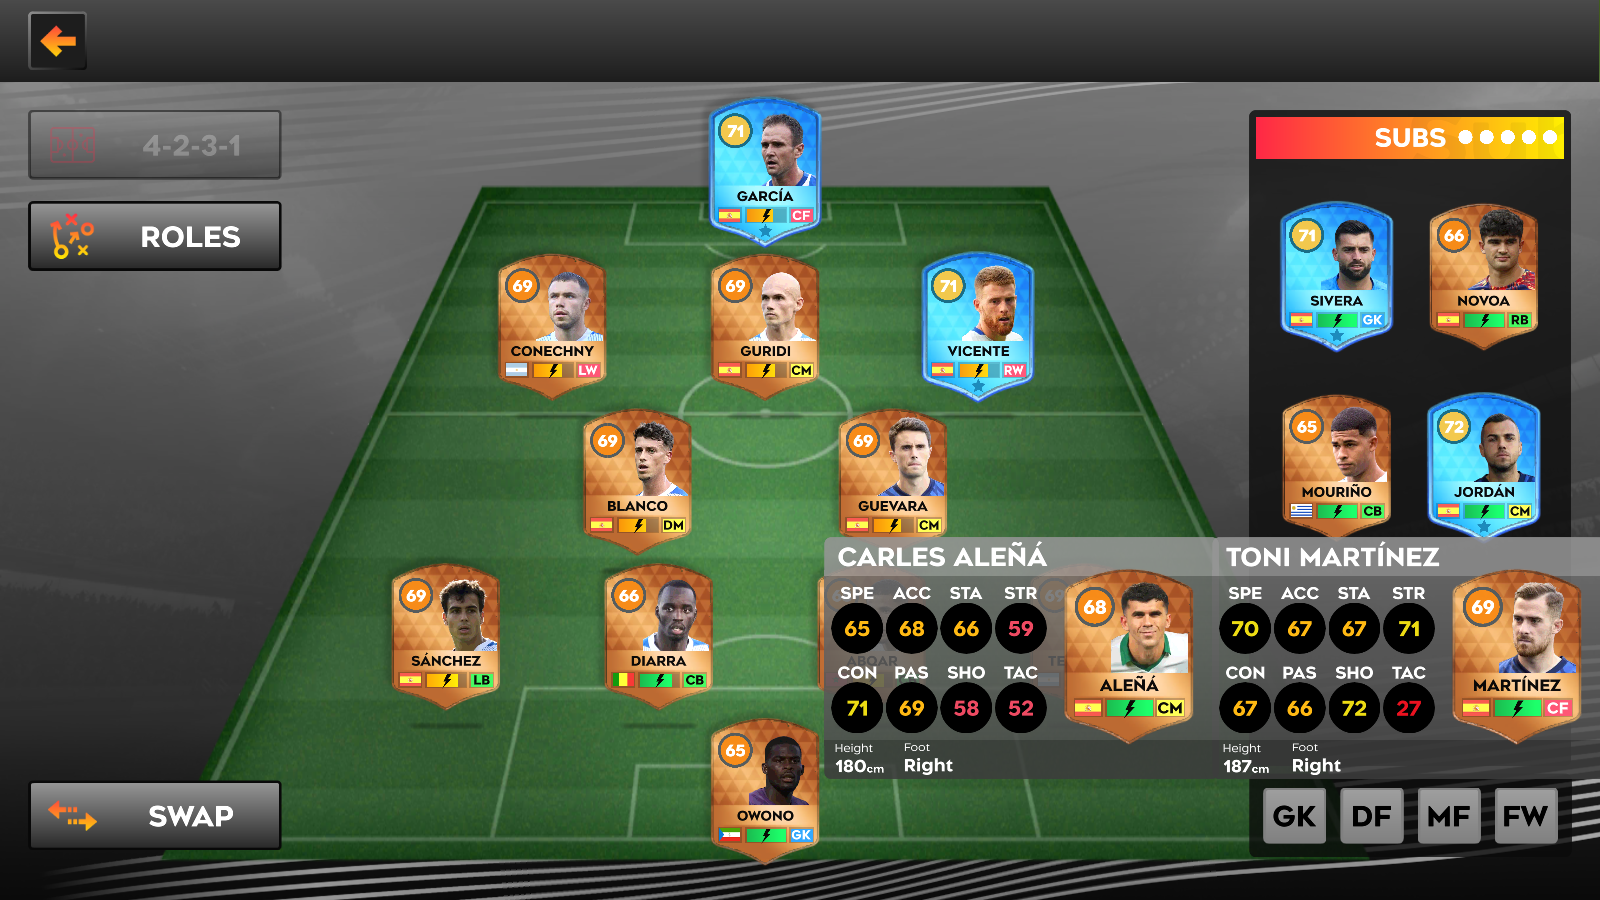 4-2-3-1
ROLES
SUBS
71
GARCÍA
CF
69
CONECHNY
LW
69
GURIDI
CM
71
VICENTE
RW
69
BLANCO
DM
69
GUEVARA
CM
69
SÁNCHEZ
LB
66
DIARRA
CB
ABQAR
TE
69
65
OWONO
GK
71
SIVERA
GK
66
NOVOA
RB
65
MOURIÑO
CB
72
JORDÁN
CM
CARLES ALEÑÁ
SPE ACC STA STR
65 68 66 59
CON PAS SHO TAC
71 69 58 52
Height Foot
180cm Right
68
ALEÑÁ
CM
TONI MARTÍNEZ
SPE ACC STA STR
70 67 67 71
CON PAS SHO TAC
67 66 72 27
Height Foot
187cm Right
69
MARTÍNEZ
CF
SWAP
GK DF MF FW